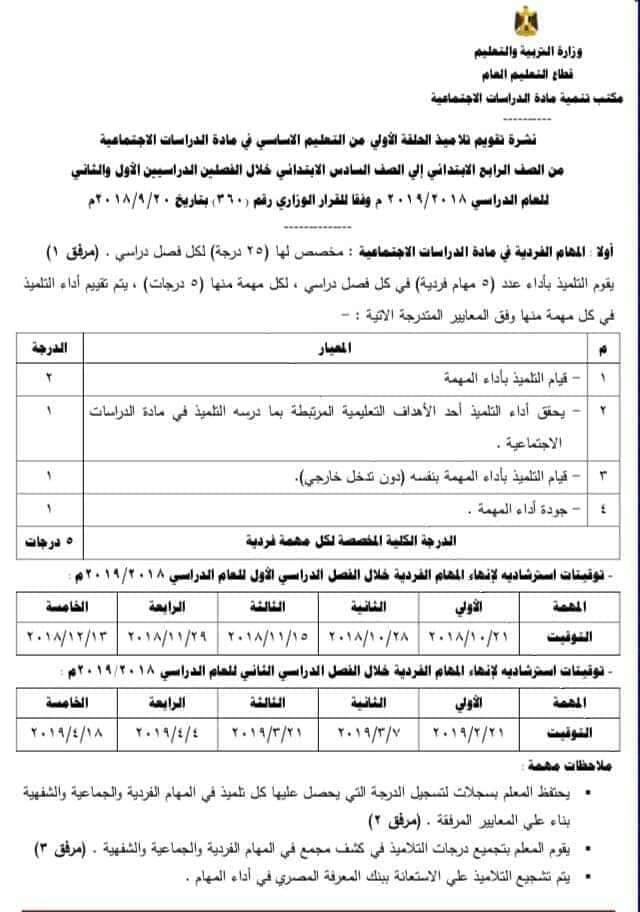 وزارة التربية والتعليم
قطاع التعليم العام
مكتب تنمية مادة الدراسات الاجتماعية
----------
نشرة تقويم تلاميذ الحلقة الأولي من التعليم الاساسي في مادة الدراسات الاجتماعية
من الصف الرابع الابتدائي إلي الصف السادس الابتدائي خلال الفصلين الدراسيين الأول والثاني
للعام الدراسي ٢٠١٩/٢٠١٨ م وفقا للقرار الوزاري رقم (٣٦٠) بتاريخ ٢٠١٨/٩/٢٠م
--------------
أولا : المهام الفردية في مادة الدراسات الاجتماعية : مخصص لها (٢٥ درجة) لكل فصل دراسي . (مرفق ١)
يقوم التلميذ بأداء عدد (٥ مهام فردية) في كل فصل دراسي ، لكل مهمة منها (٥ درجات) ، يتم تقييم أداء التلميذ
في كل مهمة منها وفق المعايير المتدرجة الاتية : –
م المعيار الدرجة
١ – قيام التلميذ بأداء المهمة ٢
٢ – يحقق أداء التلميذ أحد الأهداف التعليمية المرتبطة بما درسه التلميذ في مادة الدراسات ١
الاجتماعية .
٣ – قيام التلميذ بأداء المهمة بنفسه (دون تدخل خارجي). ١
٤ – جودة أداء المهمة . ١
الدرجة الكلية المخصصة لكل مهمة فردية ٥ درجات
- توقيتات استرشاديه لإنهاء المهام الفردية خلال الفصل الدراسي الأول للعام الدراسي ٢٠١٩/٢٠١٨م :
المهمة الأولي الثانية الثالثة الرابعة الخامسة
التوقيت ٢٠١٨/١٠/٢١ ٢٠١٨/١٠/٢٨ ٢٠١٨/١١/١٥ ٢٠١٨/١١/٢٩ ٢٠١٨/١٢/١٣
- توقيتات استرشاديه لإنهاء المهام الفردية خلال الفصل الدراسي الثاني للعام الدراسي ٢٠١٩/٢٠١٨م :
المهمة الأولي الثانية الثالثة الرابعة الخامسة
التوقيت ٢٠١٩/٢/٢١ ٢٠١٩/٣/٧ ٢٠١٩/٣/٢١ ٢٠١٩/٤/٤ ٢٠١٩/٤/١٨
ملاحظات مهمة :
▪ يحتفظ المعلم بسجلات لتسجيل الدرجة التي يحصل عليها كل تلميذ في المهام الفردية والجماعية والشفهية
بناء علي المعايير المرفقة . (مرفق ٢)
▪ يقوم المعلم بتجميع درجات التلاميذ في كشف مجمع في المهام الفردية والجماعية والشفهية . (مرفق ٣)
▪ يتم تشجيع التلاميذ علي الاستعانة ببنك المعرفة المصري في أداء المهام .